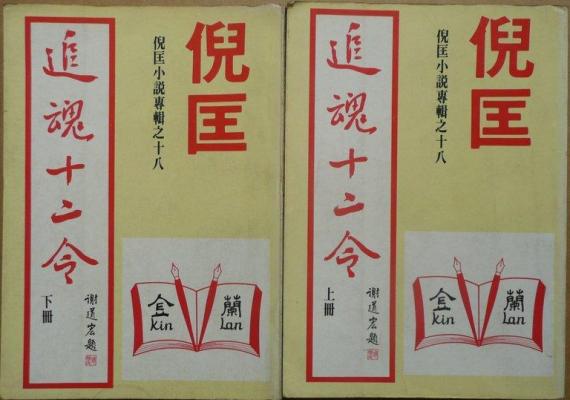 倪匡
倪匡小説專輯之十八
追魂十二令
下冊
謝道宏題
金 蘭
Kin Lan
倪匡
倪匡小説專輯之十八
追魂十二令
上冊
謝道宏題
金 蘭
Kin Lan